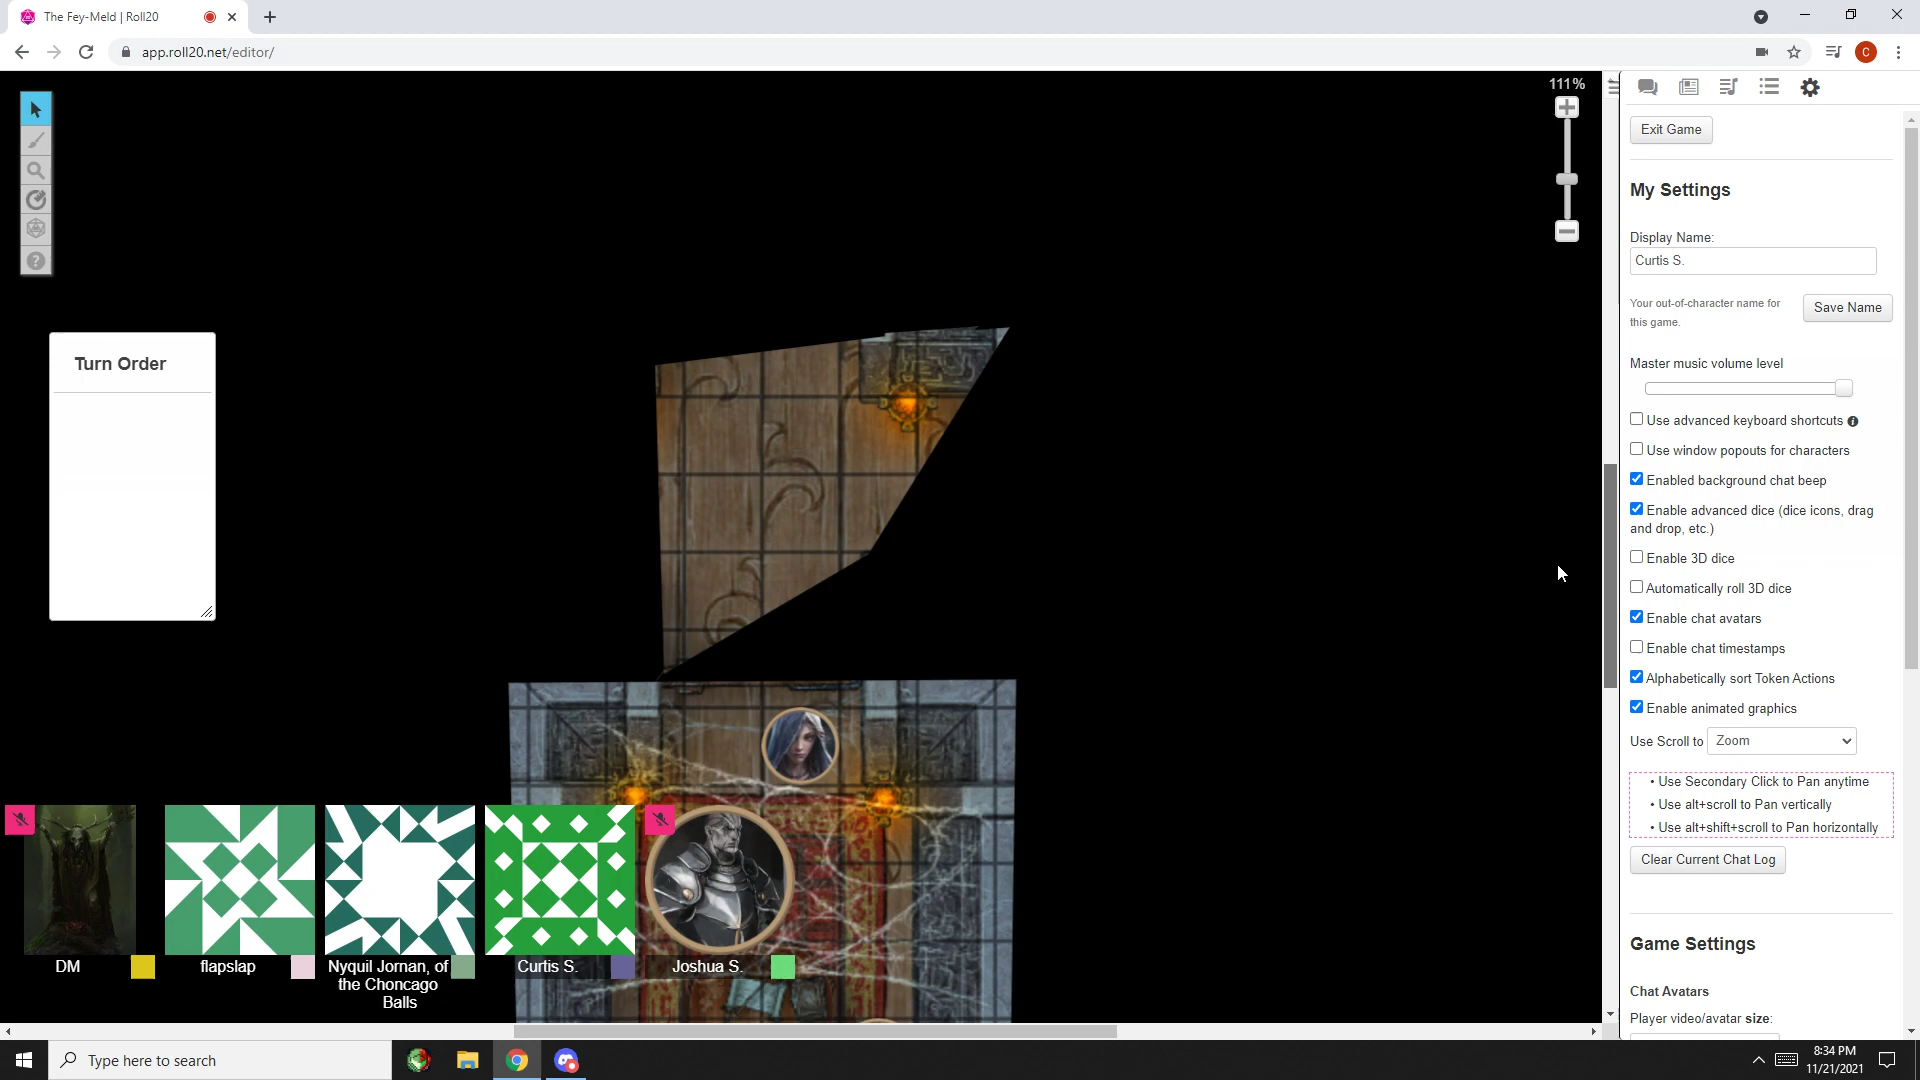 The Fey-Meld | Roll20
app.roll20.net/editor/
111%
Exit Game
My Settings
Display Name:
Curtis S.
Your out-of-character name for
this game.
Save Name
Turn Order
Master music volume level
Use advanced keyboard shortcuts
Use window popouts for characters
Enabled background chat beep
Enable advanced dice (dice icons, drag
and drop, etc.)
Enable 3D dice
Automatically roll 3D dice
Enable chat avatars
Enable chat timestamps
Alphabetically sort Token Actions
Enable animated graphics
Use Scroll to Zoom
• Use Secondary Click to Pan anytime
• Use alt+scroll to Pan vertically
• Use alt+shift+scroll to Pan horizontally
Clear Current Chat Log
Game Settings
Chat Avatars
Player video/avatar size:
DM
flapslap
Nyquil Jornan, of
the Choncago
Balls
Curtis S.
Joshua S.
Type here to search
8:34 PM
11/21/2021
C